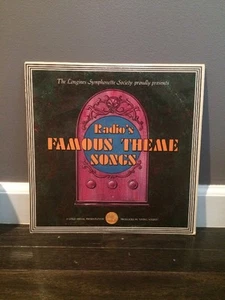 The Longines Symphonette Society proudly presents
Radio's
FAMOUS THEME
SONGS